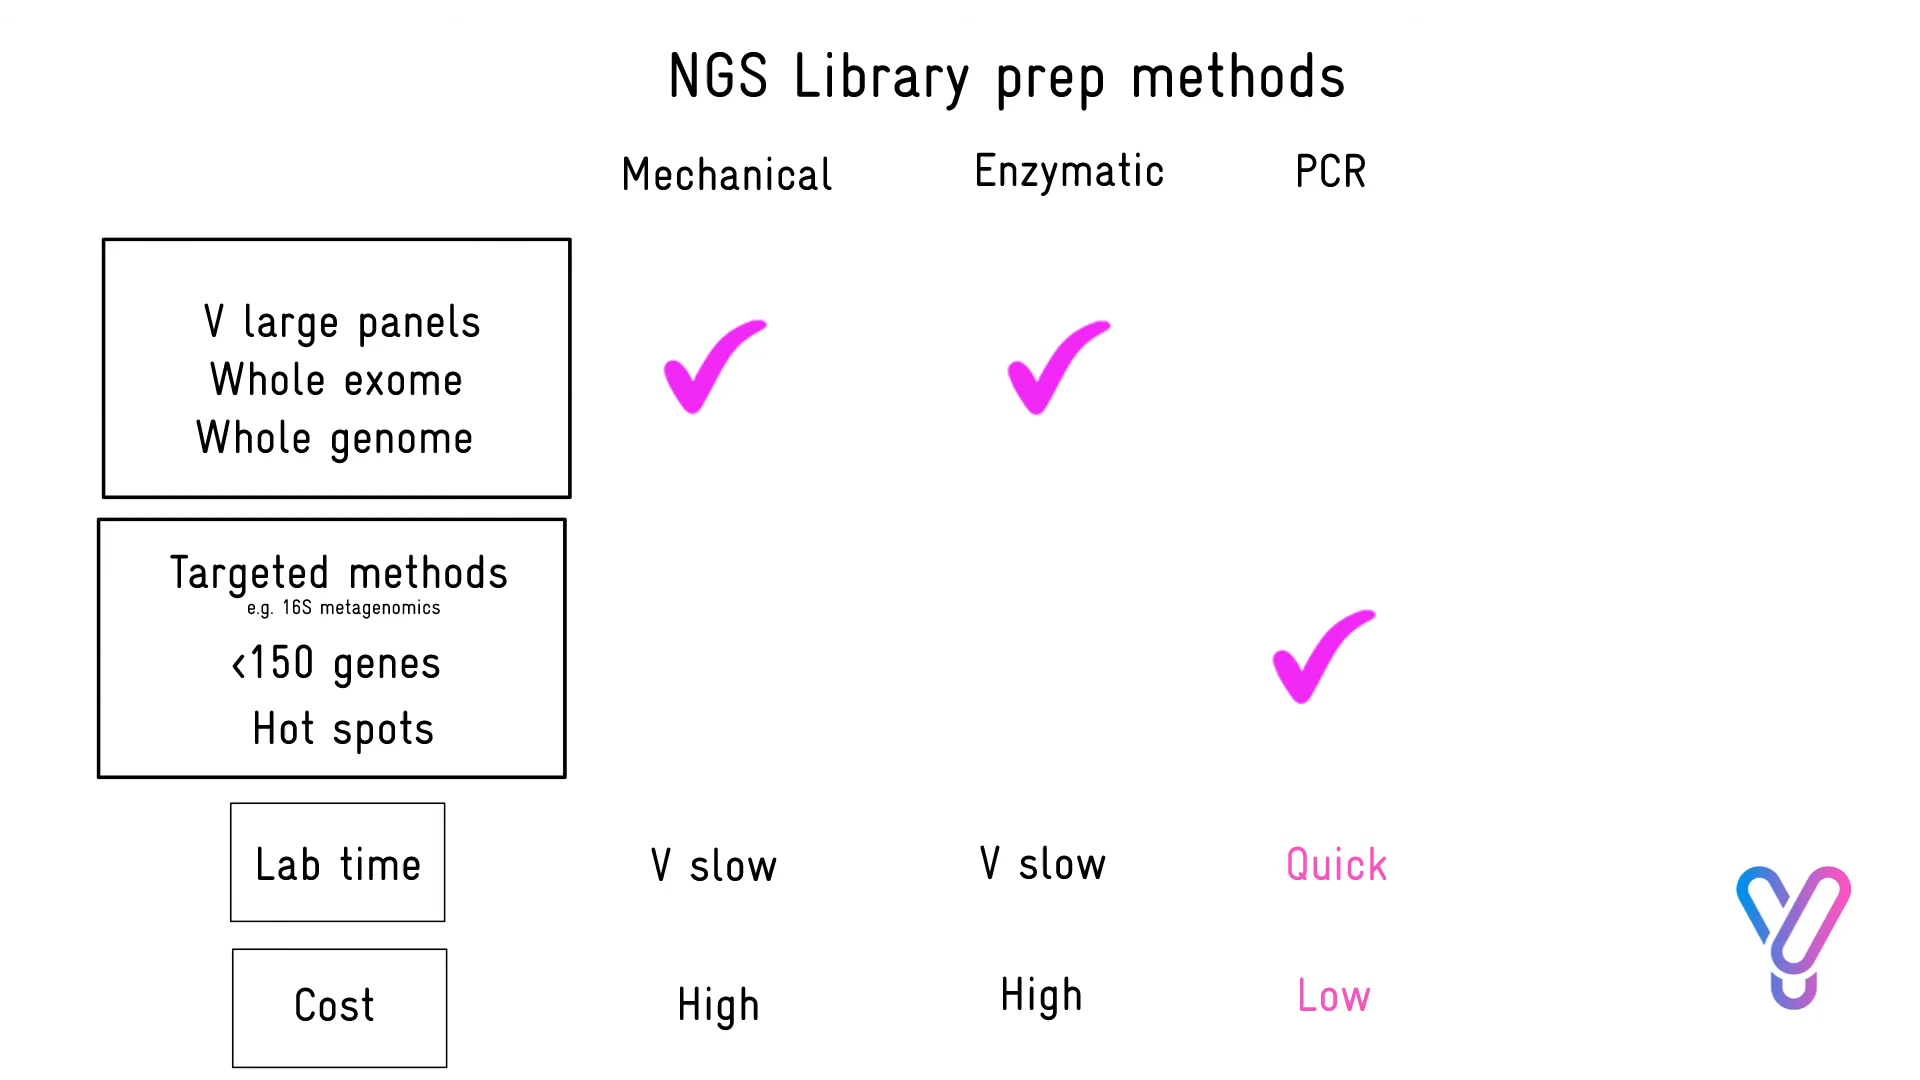 NGS Library prep methods
Mechanical Enzymatic PCR
V large panels
Whole exome
Whole genome
Targeted methods
e.g. 16S metagenomics
<150 genes
Hot spots
Lab time V slow V slow Quick
Cost High High Low